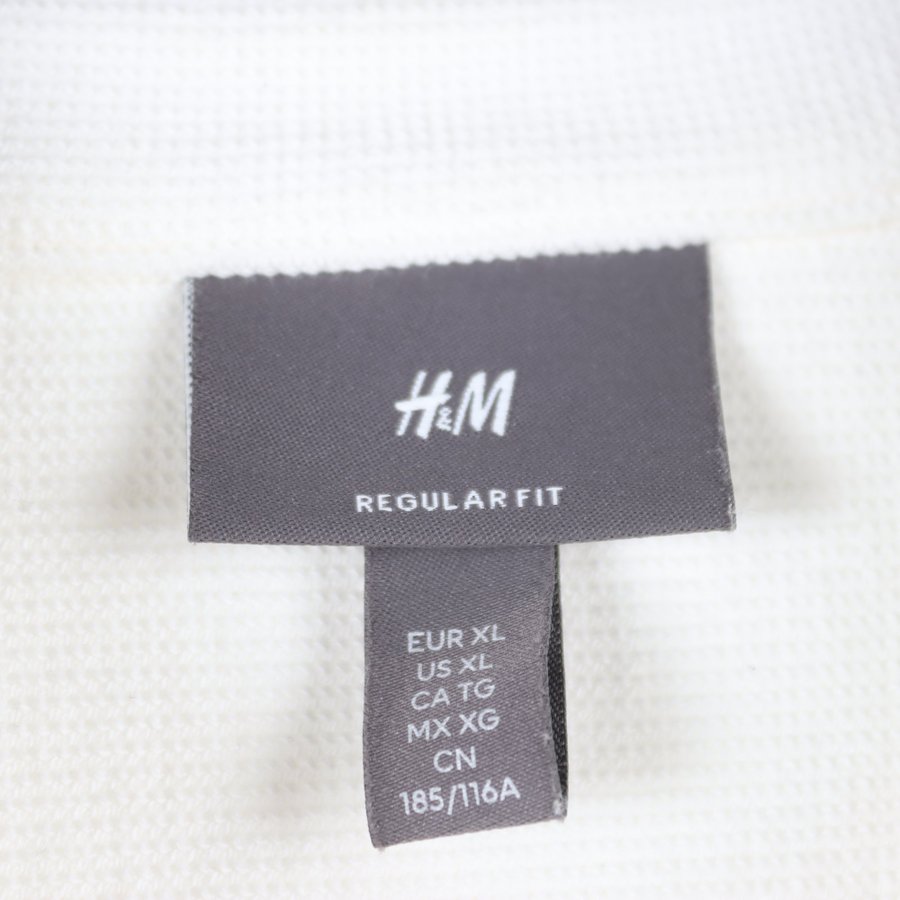 H&M
REGULAR FIT
EUR XL
US XL
CA TG
MX XG
CN
185/116A